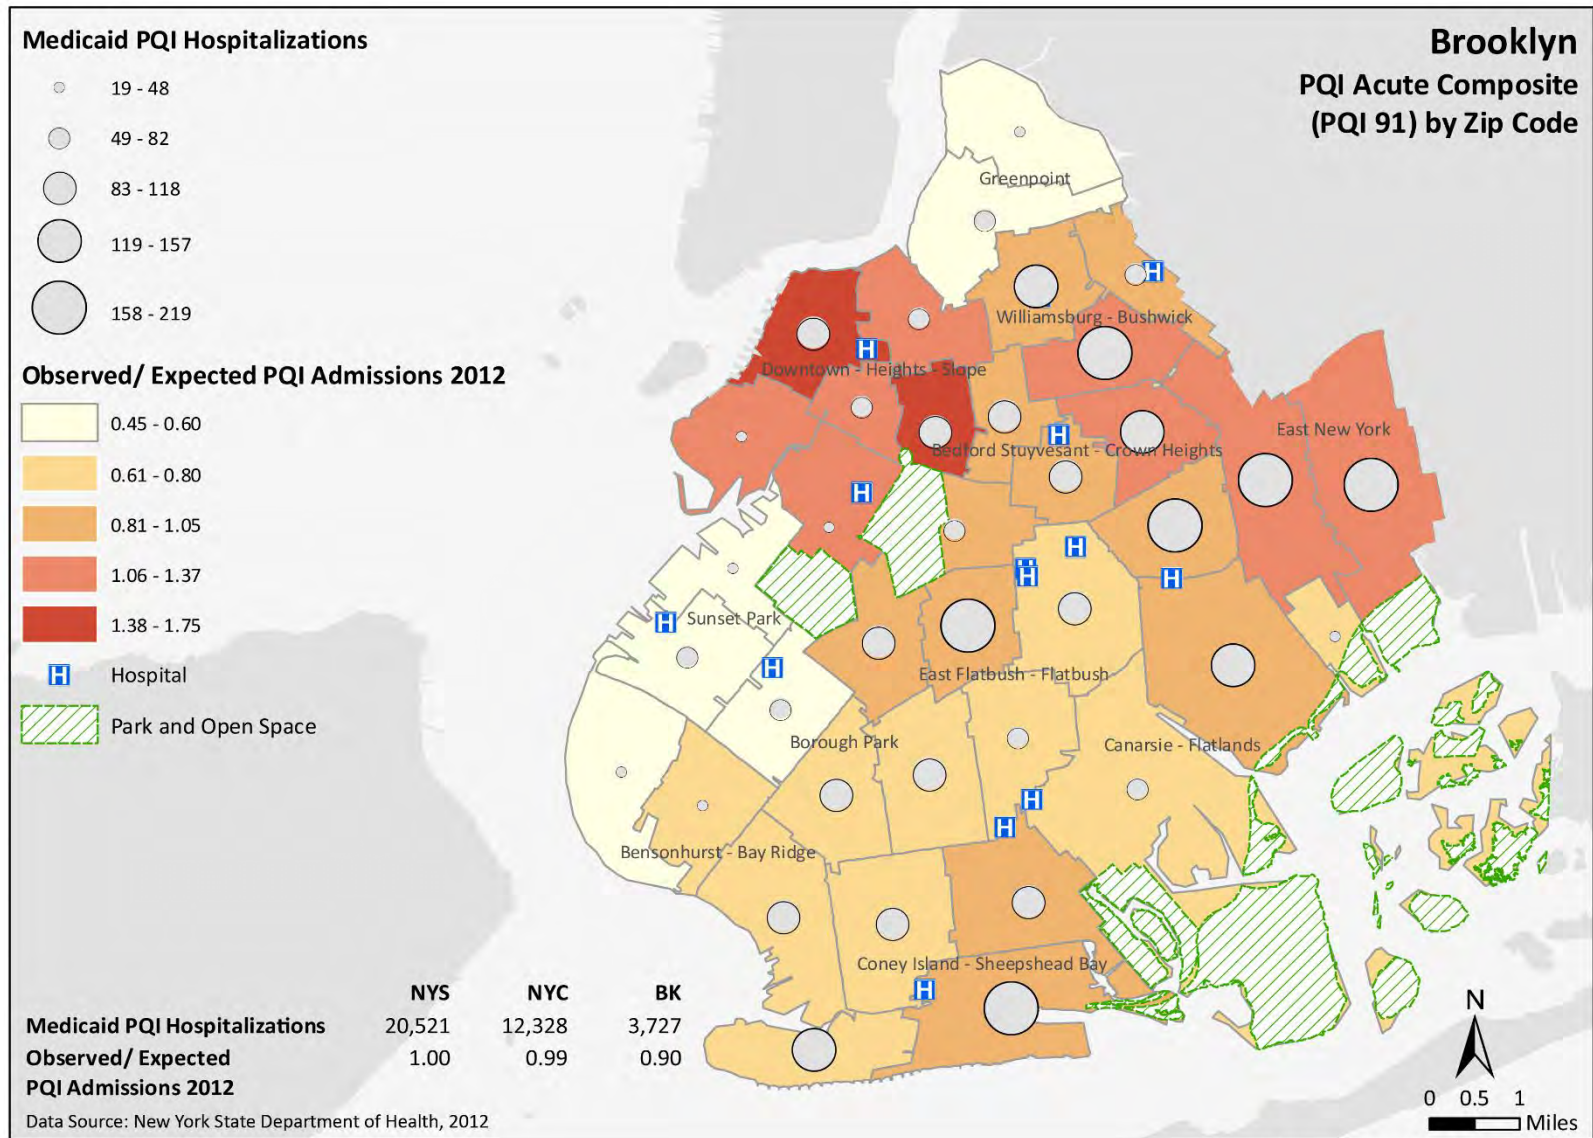 Medicaid PQI Hospitalizations
19 - 48
49 - 82
83 - 118
119 - 157
158 - 219
Observed/ Expected PQI Admissions 2012
0.45 - 0.60
0.61 - 0.80
0.81 - 1.05
1.06 - 1.37
1.38 - 1.75
H Hospital
Park and Open Space
Brooklyn
PQI Acute Composite
(PQI 91) by Zip Code
Greenpoint
H
Williamsburg - Bushwick
H
Downtown - Heights - Slope
East New York
H
Bedford Stuyvesant - Crown Heights
H
H
H
H
H
H
Sunset Park
H
East Flatbush - Flatbush
Borough Park
Canarsie - Flatlands
H
H
Bensonhurst - Bay Ridge
Coney Island - Sheepshead Bay
H
NYS NYC BK
Medicaid PQI Hospitalizations 20,521 12,328 3,727
Observed/ Expected 1.00 0.99 0.90
PQI Admissions 2012
Data Source: New York State Department of Health, 2012
N
0 0.5 1
Miles